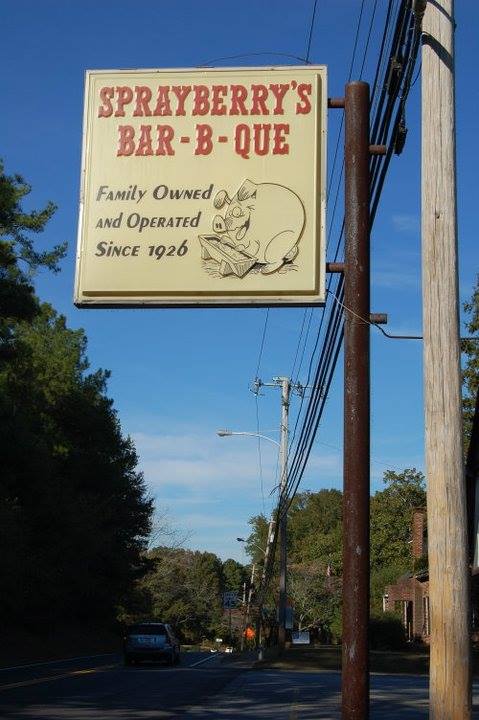 SPRAYBERRY'S
BAR-B-QUE
FAMILY OWNED
AND OPERATED
SINCE 1926